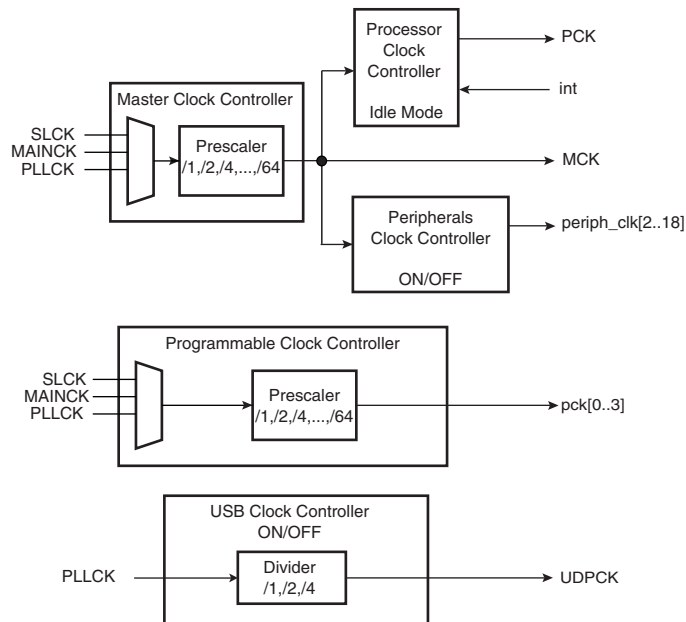 Processor
Clock
Controller
Idle Mode
PCK
int
Master Clock Controller
SLCK
MAINCK
PLLCK
Prescaler
/1,/2,/4,...,/64
MCK
Peripherals
Clock Controller
ON/OFF
periph_clk[2..18]
Programmable Clock Controller
SLCK
MAINCK
PLLCK
Prescaler
/1,/2,/4,...,/64
pck[0..3]
USB Clock Controller
ON/OFF
PLLCK
Divider
/1,/2,/4
UDPCK